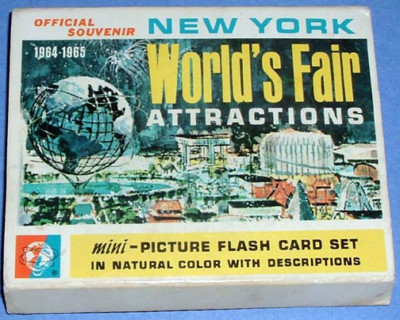 OFFICIAL
SOUVENIR
NEW YORK
1964-1965
World's Fair
ATTRACTIONS
mini-PICTURE FLASH CARD SET
IN NATURAL COLOR WITH DESCRIPTIONS